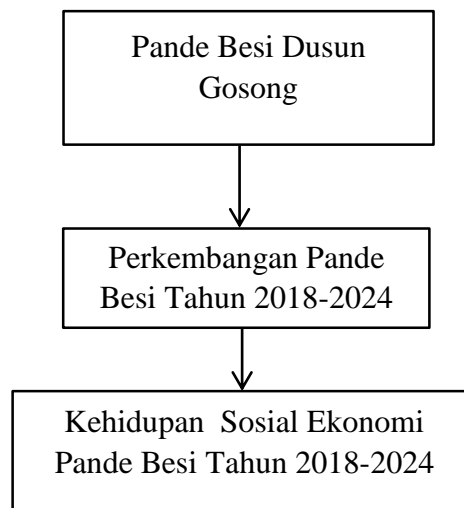 Pande Besi Dusun
Gosong
Perkembangan Pande
Besi Tahun 2018-2024
Kehidupan Sosial Ekonomi
Pande Besi Tahun 2018-2024